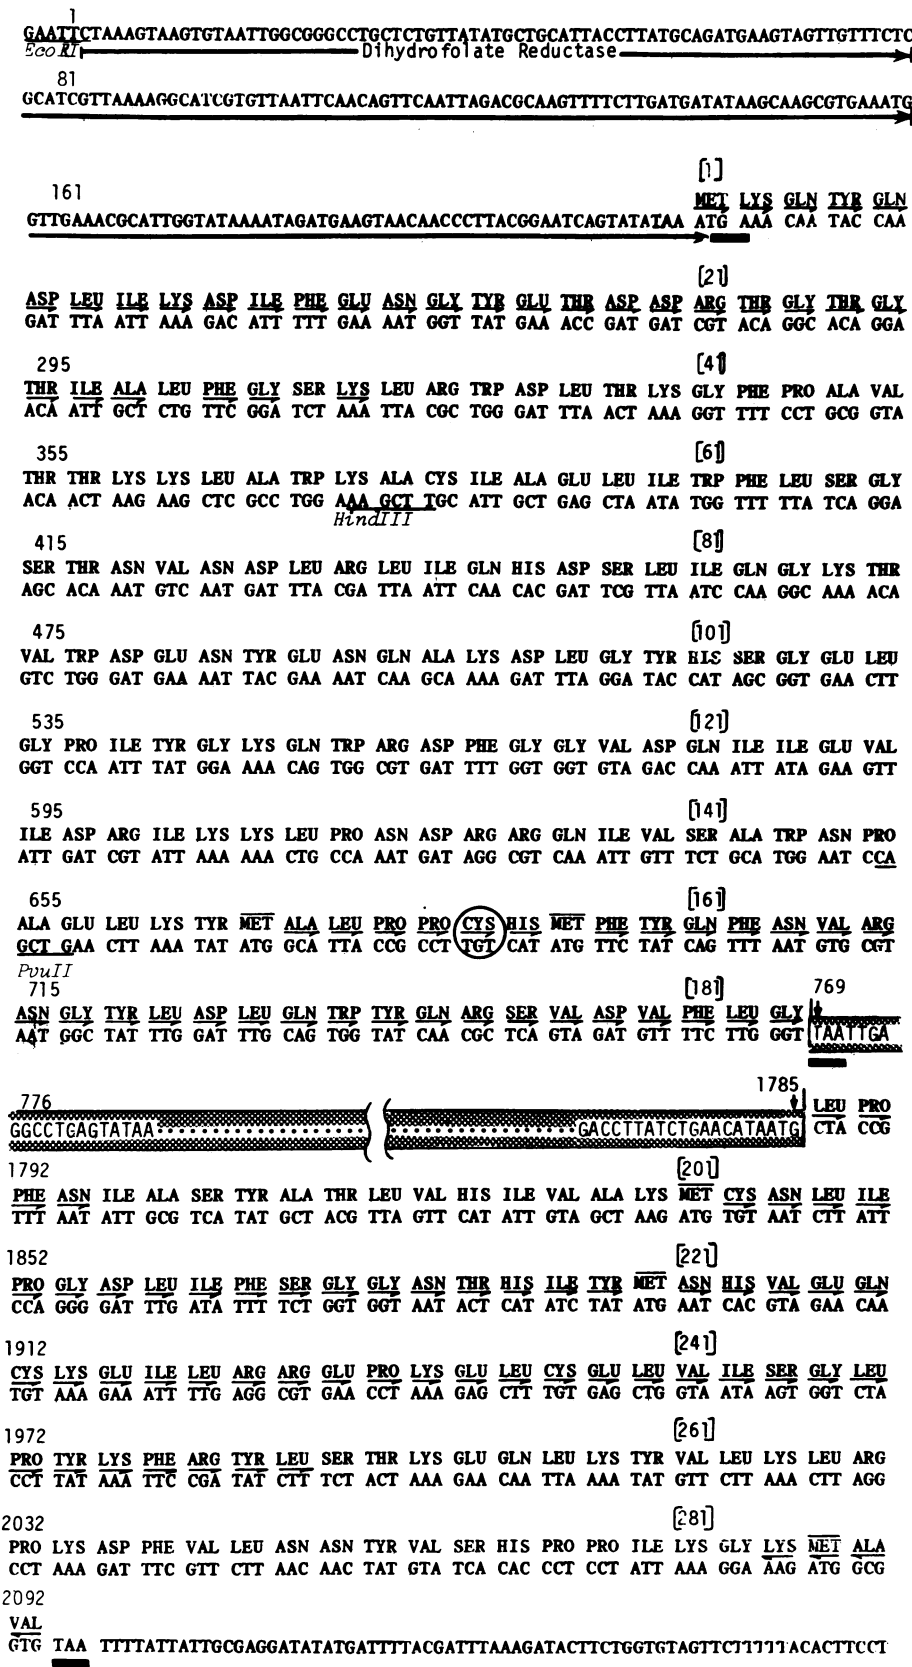 1
GAATTCTAAAGTAAGTGTAATTGGCGGGCCTGCTCTGTTATATGCTGCATTACCTTATGCAGATGAAGTAGTTGTTTCTC
EcoRI Dihydrofolate Reductase
81
GCATCGTTAAAAGGCATCGTGTTAATTCAACAGTTCAATTAGACGCAAGTTTTCTTGATGATATAAGCAAGCGTGAAATG
[1]
161 MET LYS GLN TYR GLN
GTTGAAACGCATTGGTATAAAATAGATGAAGTAACAACCCTTACGGAATCAGTATATAA ATG AAA CAA TAC CAA
[21]
ASP LEU ILE LYS ASP ILE PHE GLU ASN GLY TYR GLU THR ASP ASP ARG THR GLY THR GLY
GAT TTA ATT AAA GAC ATT TTT GAA AAT GGT TAT GAA ACC GAT GAT CGT ACA GGC ACA GGA
295 [41]
THR ILE ALA LEU PHE GLY SER LYS LEU ARG TRP ASP LEU THR LYS GLY PHE PRO ALA VAL
ACA ATT GCT CTG TTC GGA TCT AAA TTA CGC TGG GAT TTA ACT AAA GGT TTT CCT GCG GTA
355 [61]
THR THR LYS LYS LEU ALA TRP LYS ALA CYS ILE ALA GLU LEU ILE TRP PHE LEU SER GLY
ACA ACT AAG AAG CTC GCC TGG AAA GCT TGC ATT GCT GAG CTA ATA TGG TTT TTA TCA GGA
HindIII
415 [81]
SER THR ASN VAL ASN ASP LEU ARG LEU ILE GLN HIS ASP SER LEU ILE GLN GLY LYS THR
AGC ACA AAT GTC AAT GAT TTA CGA TTA ATT CAA CAC GAT TCG TTA ATC CAA GGC AAA ACA
475 [101]
VAL TRP ASP GLU ASN TYR GLU ASN GLN ALA LYS ASP LEU GLY TYR HIS SER GLY GLU LEU
GTC TGG GAT GAA AAT TAC GAA AAT CAA GCA AAA GAT TTA GGA TAC CAT AGC GGT GAA CTT
535 [121]
GLY PRO ILE TYR GLY LYS GLN TRP ARG ASP PHE GLY GLY VAL ASP GLN ILE ILE GLU VAL
GGT CCA ATT TAT GGA AAA CAG TGG CGT GAT TTT GGT GGT GTA GAC CAA ATT ATA GAA GTT
595 [141]
ILE ASP ARG ILE LYS LYS LEU PRO ASN ASP ARG ARG GLN ILE VAL SER ALA TRP ASN PRO
ATT GAT CGT ATT AAA AAA CTG CCA AAT GAT AGG CGT CAA ATT GTT TCT GCA TGG AAT CCA
655 [161]
ALA GLU LEU LYS TYR MET ALA LEU PRO PRO CYS HIS MET PHE TYR GLN PHE ASN VAL ARG
GCT GAA CTT AAA TAT ATG GCA TTA CCG CCT TGT CAT ATG TTC TAT CAG TTT AAT GTG CGT
PvuII
715 [181] 769
ASN GLY TYR LEU ASP LEU GLN TRP TYR GLN ARG SER VAL ASP VAL PHE LEU GLY
AAT GGC TAT TTG GAT TTG CAG TGG TAT CAA CGC TCA GTA GAT GTT TTC TTG GGT TAATTGA
776 1785 LEU PRO
GGCCTGAGTATAA GACCTTATCTGAACATAATG CTA CCG
1792 [201]
PHE ASN ILE ALA SER TYR ALA THR LEU VAL HIS ILE VAL ALA LYS MET CYS ASN LEU ILE
TTT AAT ATT GCG TCA TAT GCT ACG TTA GTT CAT ATT GTA GCT AAG ATG TGT AAT CTT ATT
1852 [221]
PRO GLY ASP LEU ILE PHE SER GLY GLY ASN THR HIS ILE TYR MET ASN HIS VAL GLU GLN
CCA GGG GAT TTG ATA TTT TCT GGT GGT AAT ACT CAT ATC TAT ATG AAT CAC GTA GAA CAA
1912 [241]
CYS LYS GLU ILE LEU ARG ARG GLU PRO LYS GLU LEU CYS GLU LEU VAL ILE SER GLY LEU
TGT AAA GAA ATT TTG AGG CGT GAA CCT AAA GAG CTT TGT GAG CTG GTA ATA AGT GGT CTA
1972 [261]
PRO TYR LYS PHE ARG TYR LEU SER THR LYS GLU GLN LEU LYS TYR VAL LEU LYS LEU ARG
CCT TAT AAA TTC CGA TAT CTT TCT ACT AAA GAA CAA TTA AAA TAT GTT CTT AAA CTT AGG
2032 [281]
PRO LYS ASP PHE VAL LEU ASN ASN TYR VAL SER HIS PRO PRO ILE LYS GLY LYS MET ALA
CCT AAA GAT TTC GTT CTT AAC AAC TAT GTA TCA CAC CCT CCT ATT AAA GGA AAG ATG GCG
2092
VAL
GTG TAA TTTTATTATTGCGAGGATATATGATTTTACGATTTAAAGATACTTCTGGTGTAGTTCTTTTTACACTTCCT